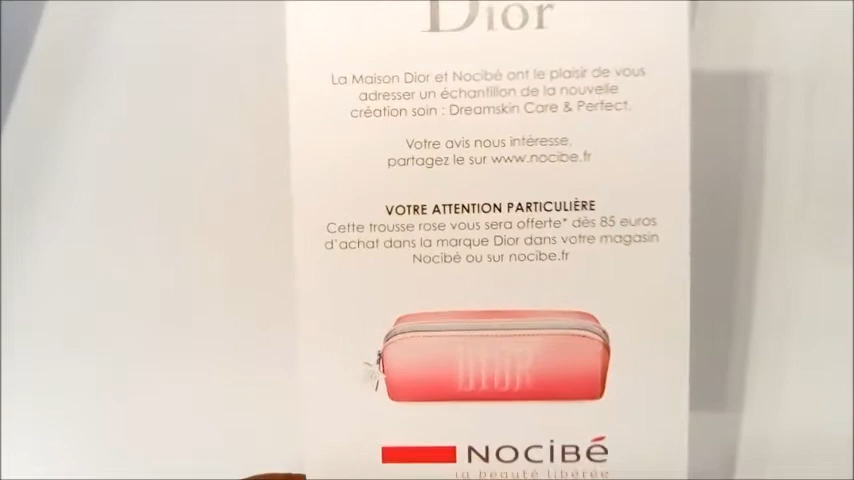 Dior
La Maison Dior et Nocibé ont le plaisir de vous
adresser un échantillon de la nouvelle
création soin : Dreamskin Care & Perfect.
Votre avis nous intéresse,
partagez le sur www.nocibe.fr
VOTRE ATTENTION PARTICULIÈRE
Cette trousse rose vous sera offerte* dès 85 euros
d'achat dans la marque Dior dans votre magasin
Nocibé ou sur nocibe.fr
DIOR
NOCIBÉ
la beauté libérée